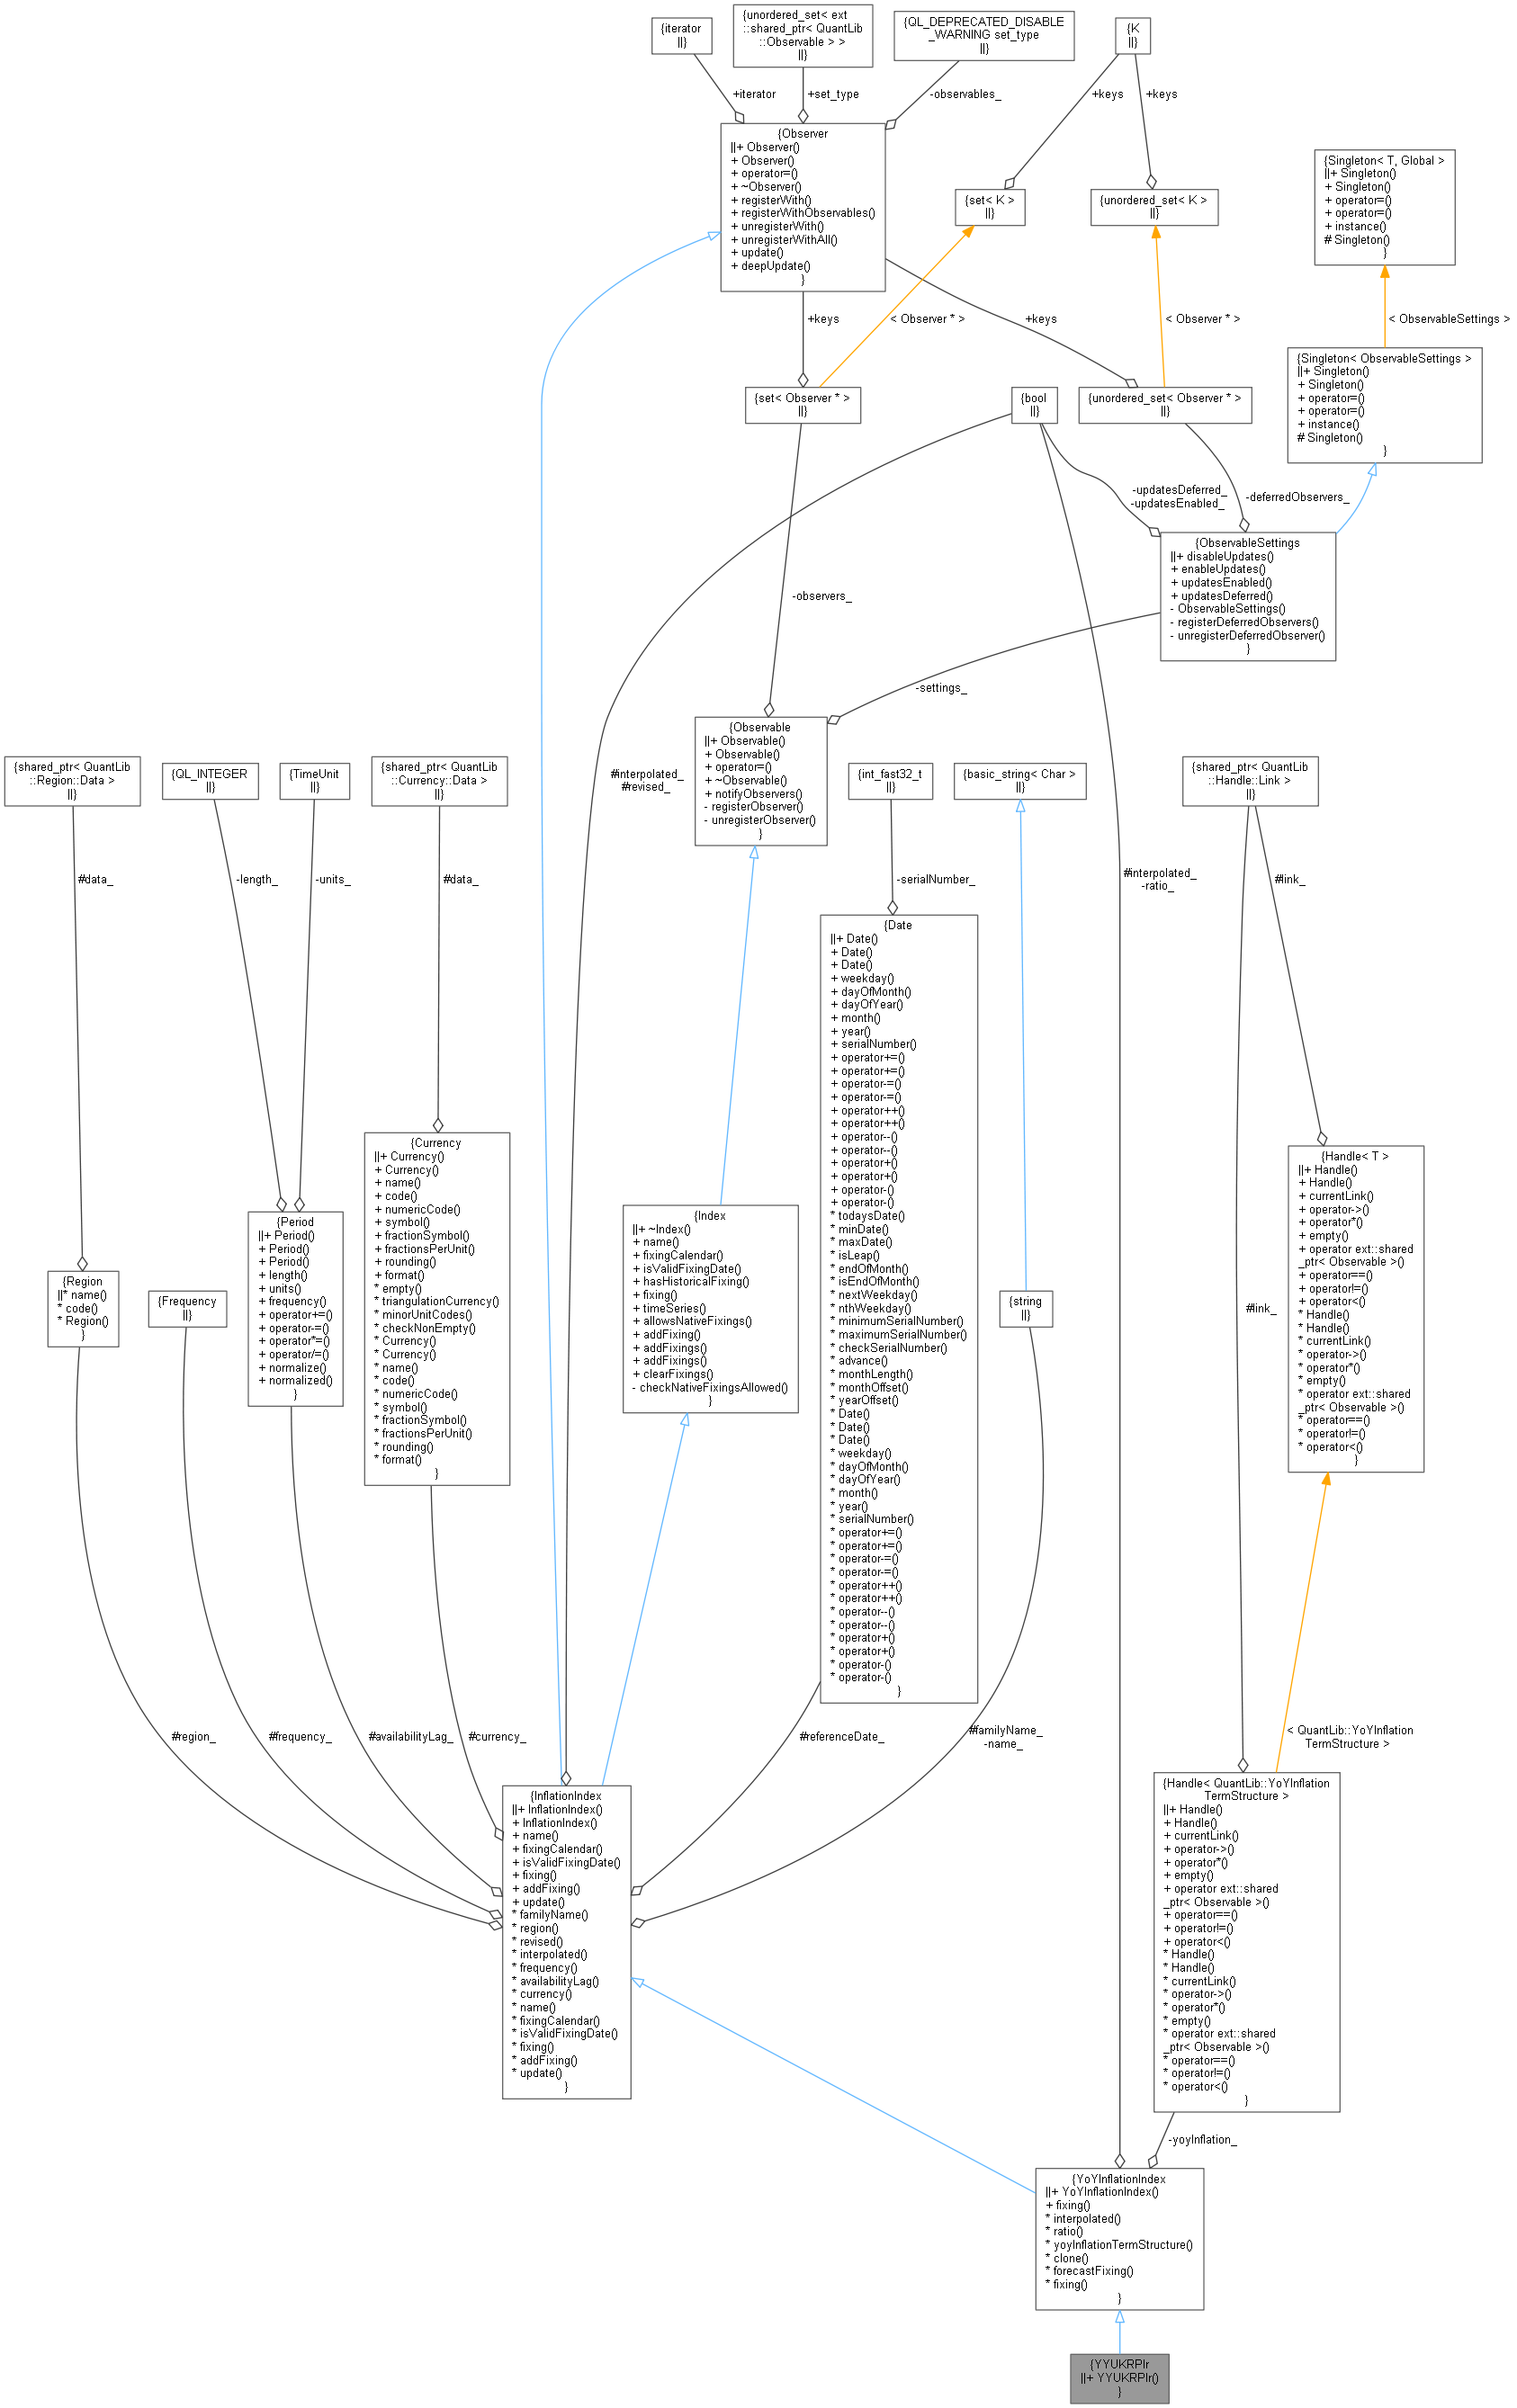 {iterator
||}
{unordered_set< ext
::shared_ptr< QuantLib
::Observable > >
||}
{QL_DEPRECATED_DISABLE
_WARNING set_type
||}
{K
||}
+iterator
+set_type
-observables_
+keys
+keys
{Observer
||+ Observer()
+ Observer()
+ operator=()
+ ~Observer()
+ registerWith()
+ registerWithObservables()
+ unregisterWith()
+ unregisterWithAll()
+ update()
+ deepUpdate()
}
{set< K >
||}
{unordered_set< K >
||}
{Singleton< T, Global >
||+ Singleton()
+ Singleton()
+ operator=()
+ operator=()
+ instance()
# Singleton()
}
+keys
< Observer * >
+keys
< Observer * >
< ObservableSettings >
{set< Observer * >
||}
{bool
||}
{unordered_set< Observer * >
||}
{Singleton< ObservableSettings >
||+ Singleton()
+ Singleton()
+ operator=()
+ operator=()
+ instance()
# Singleton()
}
-updatesDeferred_
-updatesEnabled_
-deferredObservers_
-observers_
{ObservableSettings
||+ disableUpdates()
+ enableUpdates()
+ updatesEnabled()
+ updatesDeferred()
- ObservableSettings()
- registerDeferredObservers()
- unregisterDeferredObserver()
}
-settings_
{Observable
||+ Observable()
+ Observable()
+ operator=()
+ ~Observable()
+ notifyObservers()
- registerObserver()
- unregisterObserver()
}
{shared_ptr< QuantLib
::Region::Data >
||}
{QL_INTEGER
||}
{TimeUnit
||}
{shared_ptr< QuantLib
::Currency::Data >
||}
#interpolated_
#revised_
{int_fast32_t
||}
{basic_string< Char >
||}
{shared_ptr< QuantLib
::Handle::Link >
||}
#data_
-length_
-units_
#data_
-serialNumber_
#interpolated_
-ratio_
#link_
{Date
||+ Date()
+ Date()
+ Date()
+ weekday()
+ dayOfMonth()
+ dayOfYear()
+ month()
+ year()
+ serialNumber()
+ operator+=()
+ operator+=()
+ operator-=()
+ operator-=()
+ operator++()
+ operator++()
+ operator--()
+ operator--()
+ operator+()
+ operator+()
+ operator-()
+ operator-()
* todaysDate()
* minDate()
* maxDate()
* isLeap()
* endOfMonth()
* isEndOfMonth()
* nextWeekday()
* nthWeekday()
* minimumSerialNumber()
* maximumSerialNumber()
* checkSerialNumber()
* advance()
* monthLength()
* monthOffset()
* yearOffset()
* Date()
* Date()
* Date()
* weekday()
* dayOfMonth()
* dayOfYear()
* month()
* year()
* serialNumber()
* operator+=()
* operator+=()
* operator-=()
* operator-=()
* operator++()
* operator++()
* operator--()
* operator--()
* operator+()
* operator+()
* operator-()
* operator-()
}
{Currency
||+ Currency()
+ Currency()
+ name()
+ code()
+ numericCode()
+ symbol()
+ fractionSymbol()
+ fractionsPerUnit()
+ rounding()
+ format()
* empty()
* triangulationCurrency()
* minorUnitCodes()
* checkNonEmpty()
* Currency()
* Currency()
* name()
* code()
* numericCode()
* symbol()
* fractionSymbol()
* fractionsPerUnit()
* rounding()
* format()
}
{Handle< T >
||+ Handle()
+ Handle()
+ currentLink()
+ operator->()
+ operator*()
+ empty()
+ operator ext::shared
_ptr< Observable >()
+ operator==()
+ operator!=()
+ operator<()
* Handle()
* Handle()
* currentLink()
* operator->()
* operator*()
* empty()
* operator ext::shared
_ptr< Observable >()
* operator==()
* operator!=()
* operator<()
}
{Index
||+ ~Index()
+ name()
+ fixingCalendar()
+ isValidFixingDate()
+ hasHistoricalFixing()
+ fixing()
+ timeSeries()
+ allowsNativeFixings()
+ addFixing()
+ addFixings()
+ addFixings()
+ clearFixings()
- checkNativeFixingsAllowed()
}
{Period
||+ Period()
+ Period()
+ Period()
+ length()
+ units()
+ frequency()
+ operator+=()
+ operator-=()
+ operator*=()
+ operator/=()
+ normalize()
+ normalized()
}
{Region
||* name()
* code()
* Region()
}
{Frequency
||}
{string
||}
#link_
#region_
#frequency_
#availabilityLag_
#currency_
#referenceDate_
#familyName_
-name_
< QuantLib::YoYInflation
TermStructure >
{InflationIndex
||+ InflationIndex()
+ InflationIndex()
+ name()
+ fixingCalendar()
+ isValidFixingDate()
+ fixing()
+ addFixing()
+ update()
* familyName()
* region()
* revised()
* interpolated()
* frequency()
* availabilityLag()
* currency()
* name()
* fixingCalendar()
* isValidFixingDate()
* fixing()
* addFixing()
* update()
}
{Handle< QuantLib::YoYInflation
TermStructure >
||+ Handle()
+ Handle()
+ currentLink()
+ operator->()
+ operator*()
+ empty()
+ operator ext::shared
_ptr< Observable >()
+ operator==()
+ operator!=()
+ operator<()
* Handle()
* Handle()
* currentLink()
* operator->()
* operator*()
* empty()
* operator ext::shared
_ptr< Observable >()
* operator==()
* operator!=()
* operator<()
}
-yoyInflation_
{YoYInflationIndex
||+ YoYInflationIndex()
+ fixing()
* interpolated()
* ratio()
* yoyInflationTermStructure()
* clone()
* forecastFixing()
* fixing()
}
{YYUKRPIr
||+ YYUKRPIr()
}